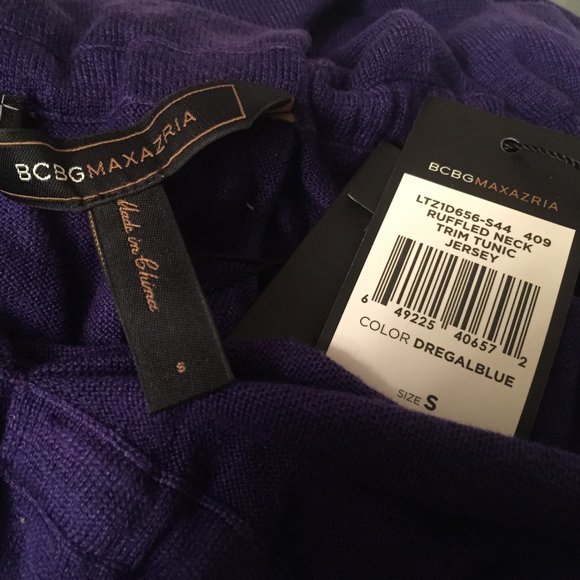 BCBGMAXAZRIA
Made in China
S
BCBGMAXAZRIA
LTZ1D656-S44 409
RUFFLED NECK
TRIM TUNIC
JERSEY
6 49225 40657 2
COLOR DREGALBLUE
SIZE S